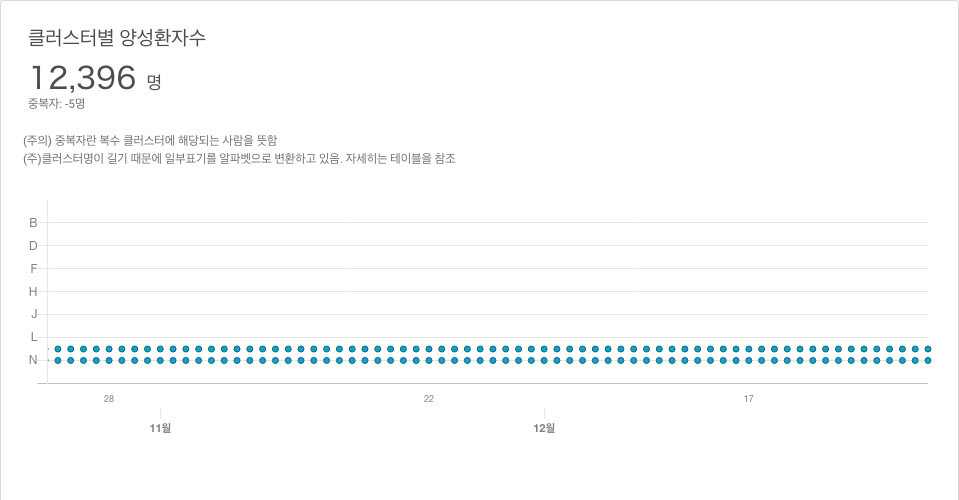 클러스터별 양성환자수
12,396 명
중복자: -5명
(주의) 중복자란 복수 클러스터에 해당되는 사람을 뜻함
(주)클러스터명이 길기 때문에 일부표기를 알파벳으로 변환하고 있음. 자세히는 테이블을 참조
B
D
F
H
J
L
N
28 22 17
11월 12월